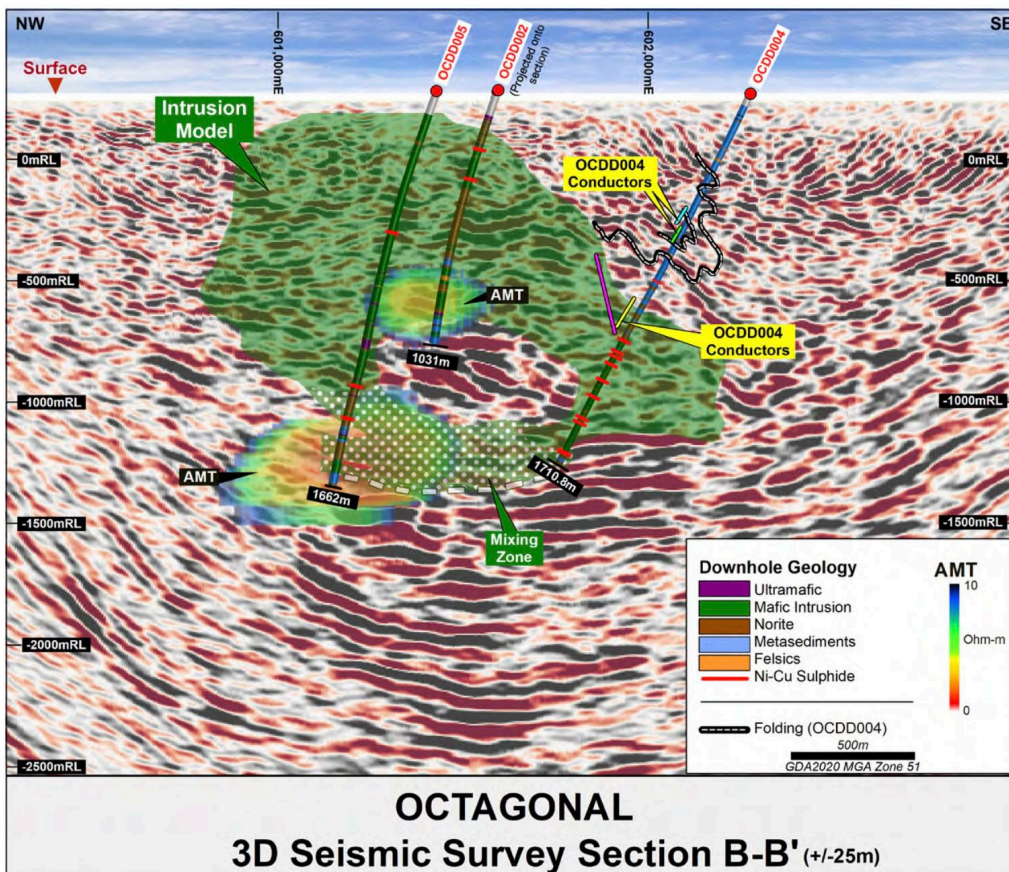 NW
SE
601,000mE
602,000mE
OCDD005
OCDD002
(Projected onto
section)
OCDD004
Surface
Intrusion
Model
0mRL
0mRL
OCDD004
Conductors
-500mRL
-500mRL
AMT
OCDD004
Conductors
1031m
-1000mRL
-1000mRL
AMT
1662m
1710.8m
-1500mRL
-1500mRL
Mixing
Zone
-2000mRL
-2500mRL
Downhole Geology
Ultramafic
Mafic Intrusion
Norite
Metasediments
Felsics
Ni-Cu Sulphide
Folding (OCDD004)
AMT
10
Ohm-m
0
500m
GDA2020 MGA Zone 51
OCTAGONAL
3D Seismic Survey Section B-B' (+/-25m)